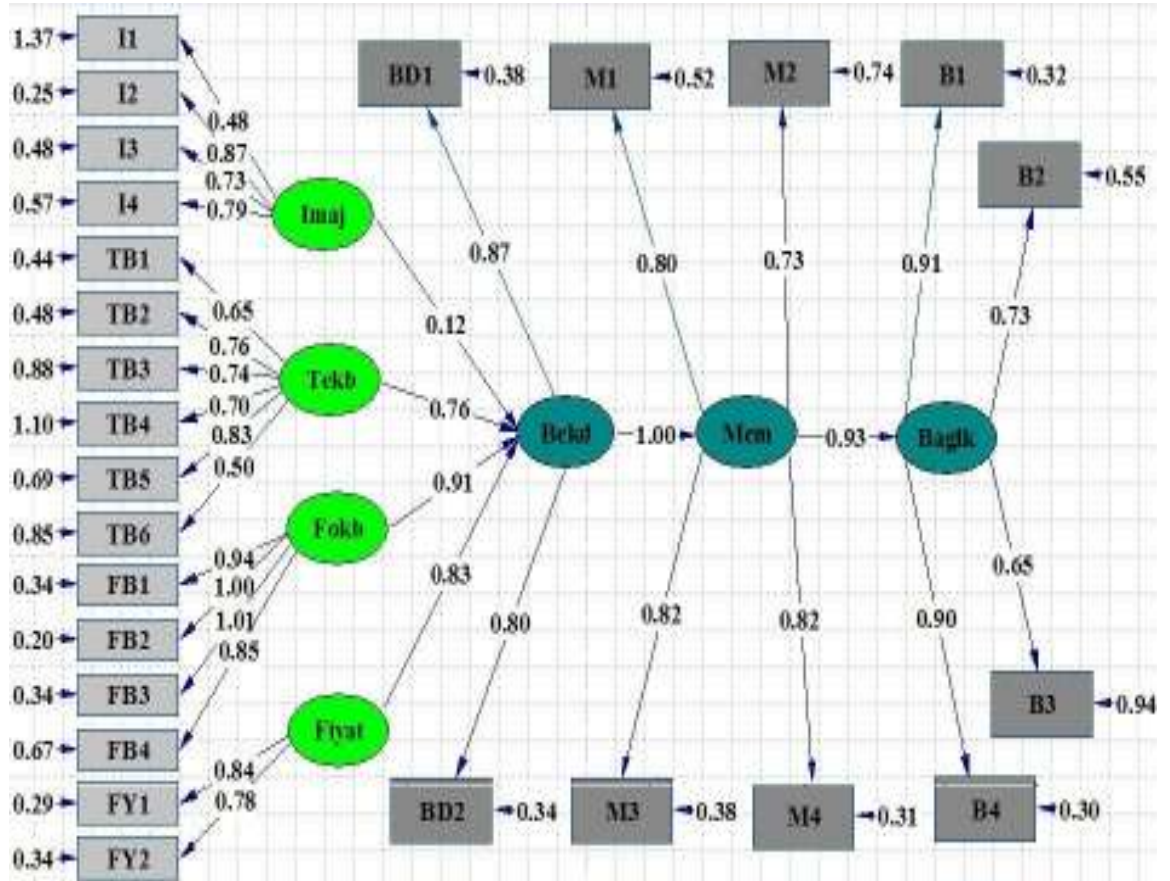 1.37 I1
0.25 I2
0.48 I3
0.57 I4
0.44 TB1
0.48 TB2
0.88 TB3
1.10 TB4
0.69 TB5
0.85 TB6
0.34 FB1
0.20 FB2
0.34 FB3
0.67 FB4
0.29 FY1
0.34 FY2
0.48
0.87
0.73
0.79
0.65
0.76
0.74
0.70
0.83
0.50
0.94
1.00
1.01
0.85
0.84
0.78
Imaj
Tekb
Fokb
Fiyat
0.12
0.76
0.91
0.83
BD1 0.38
M1 0.52
M2 0.74
B1 0.32
B2 0.55
0.87
0.80
0.73
0.91
0.73
Bekd 1.00 Mem 0.93 Baglk
0.80
0.82
0.82
0.90
0.65
B3 0.94
BD2 0.34
M3 0.38
M4 0.31
B4 0.30